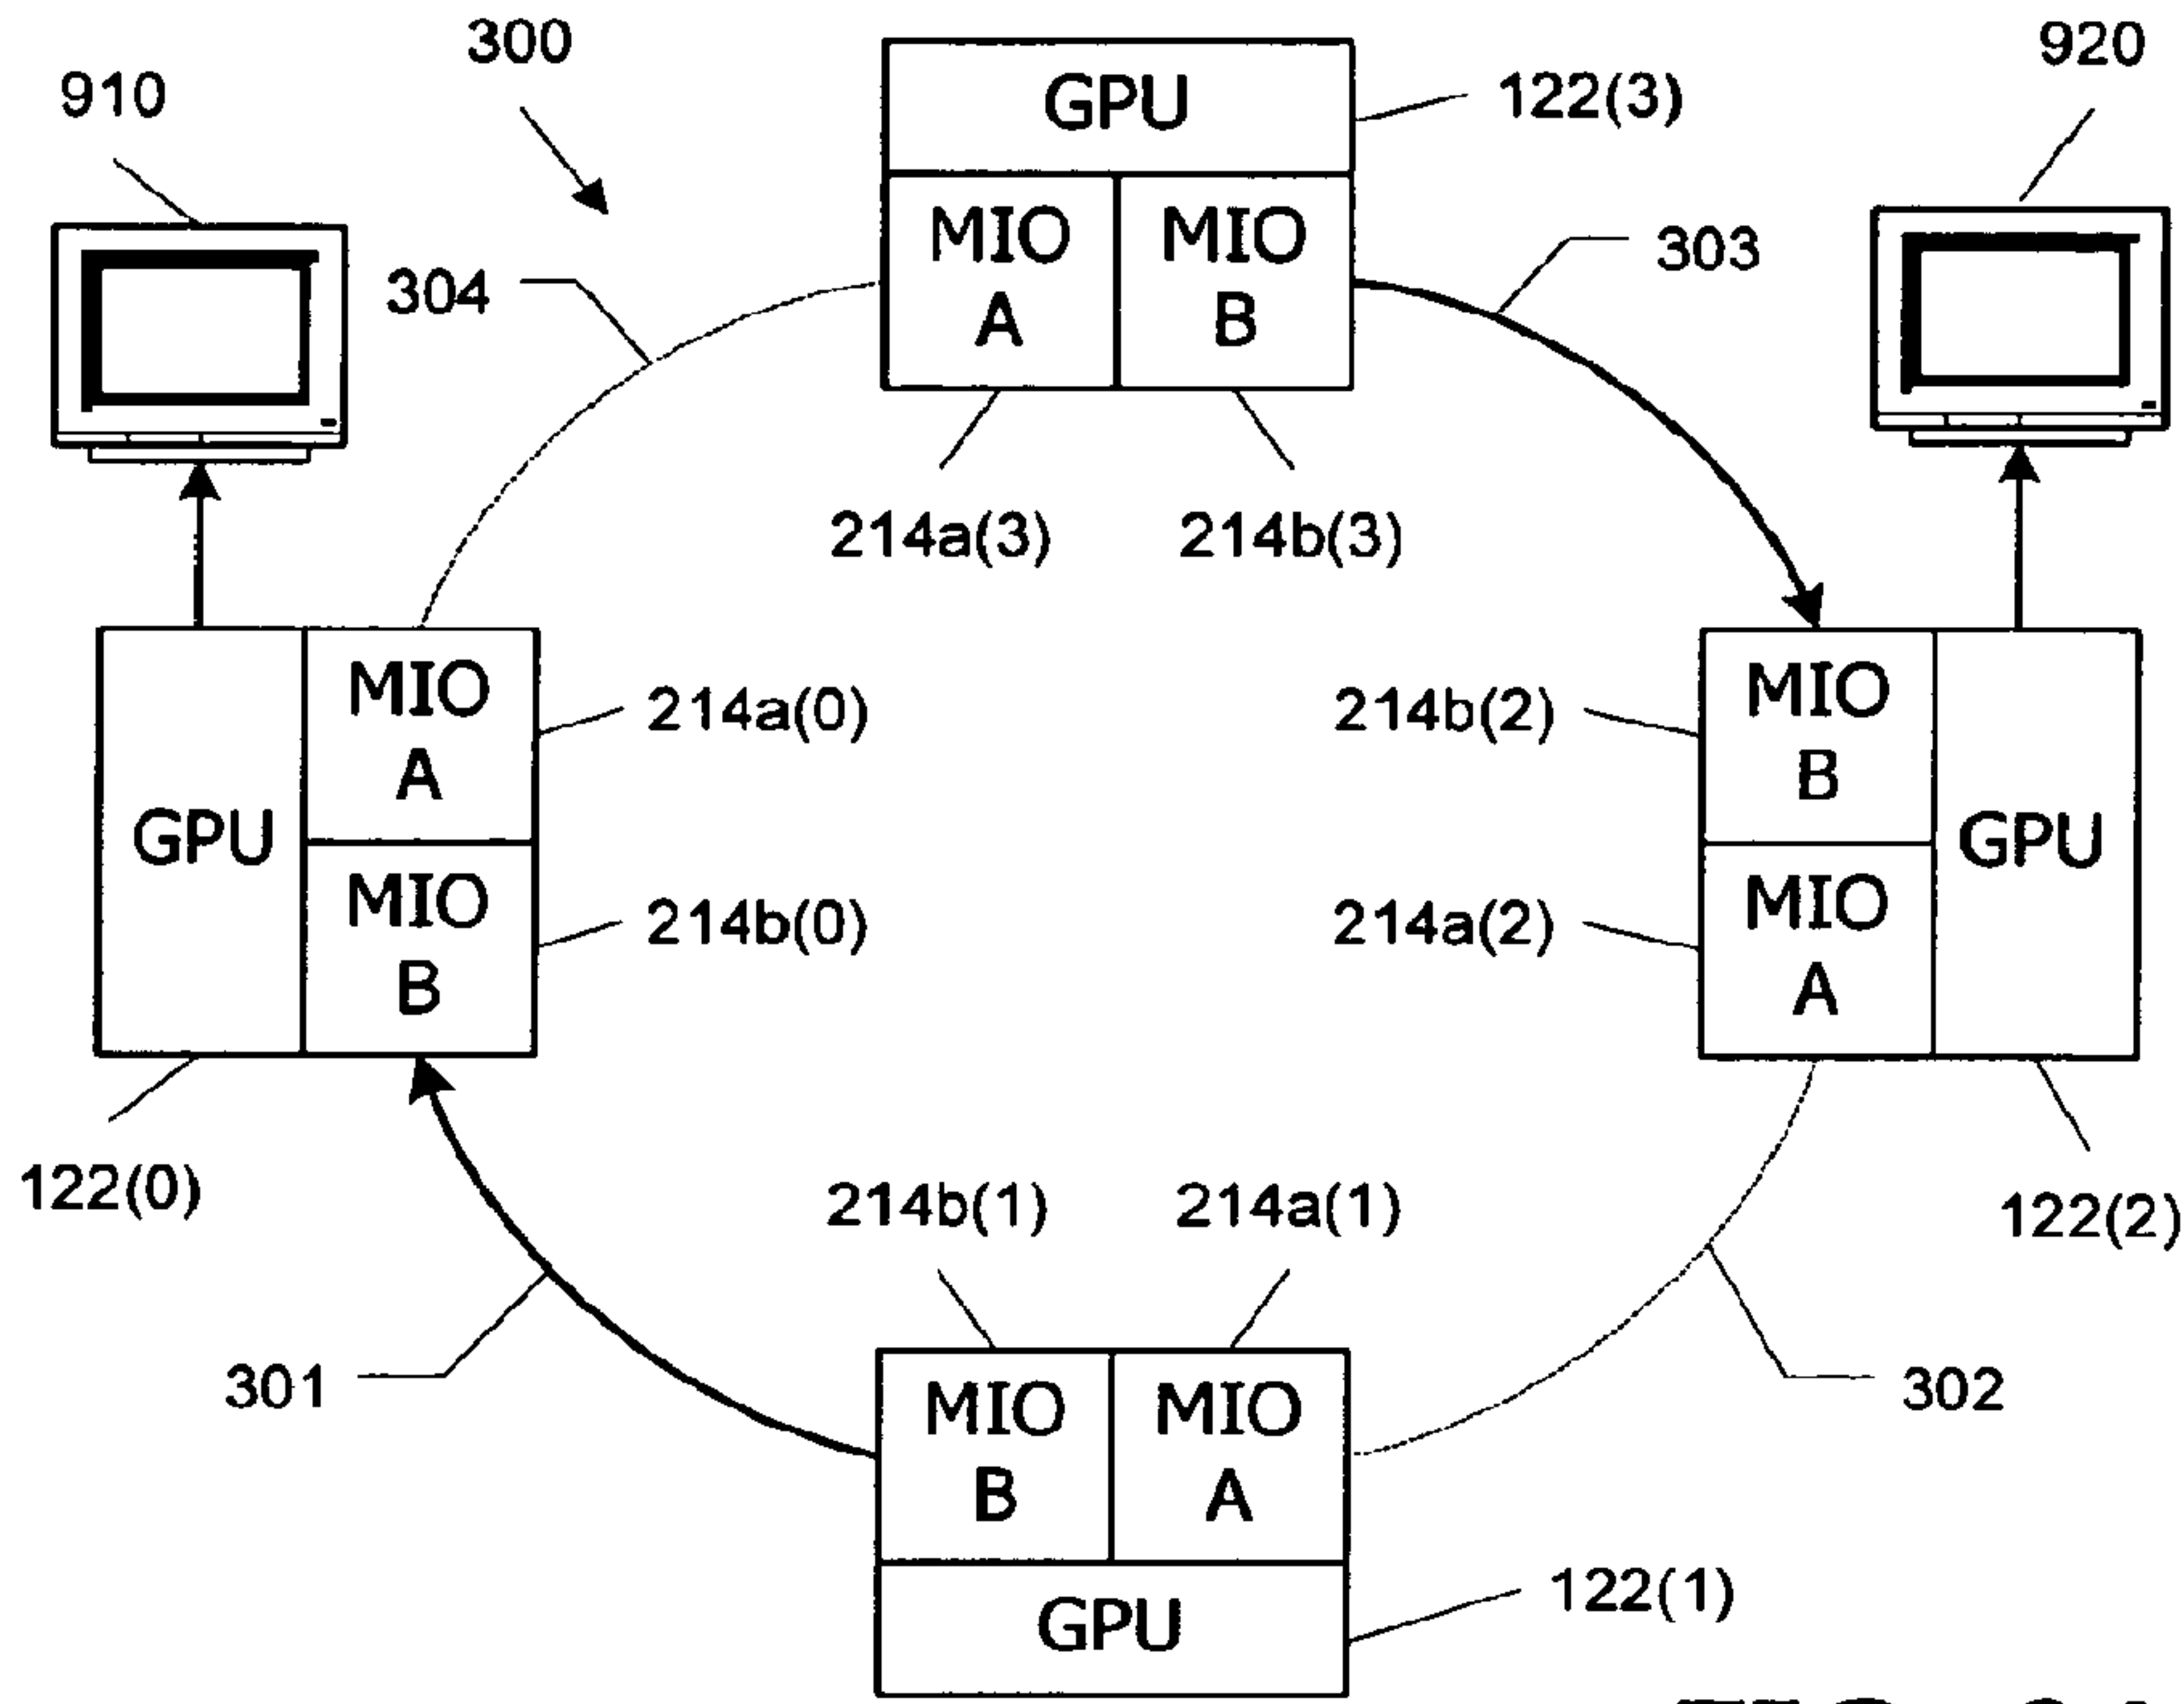 300
920
910
GPU
122(3)
MIO
A
MIO
B
303
304
214a(3)
214b(3)
MIO
A
214a(0)
214b(2)
MIO
B
GPU
GPU
MIO
B
214b(0)
214a(2)
MIO
A
122(0)
214b(1)
214a(1)
122(2)
301
302
MIO
B
MIO
A
122(1)
GPU